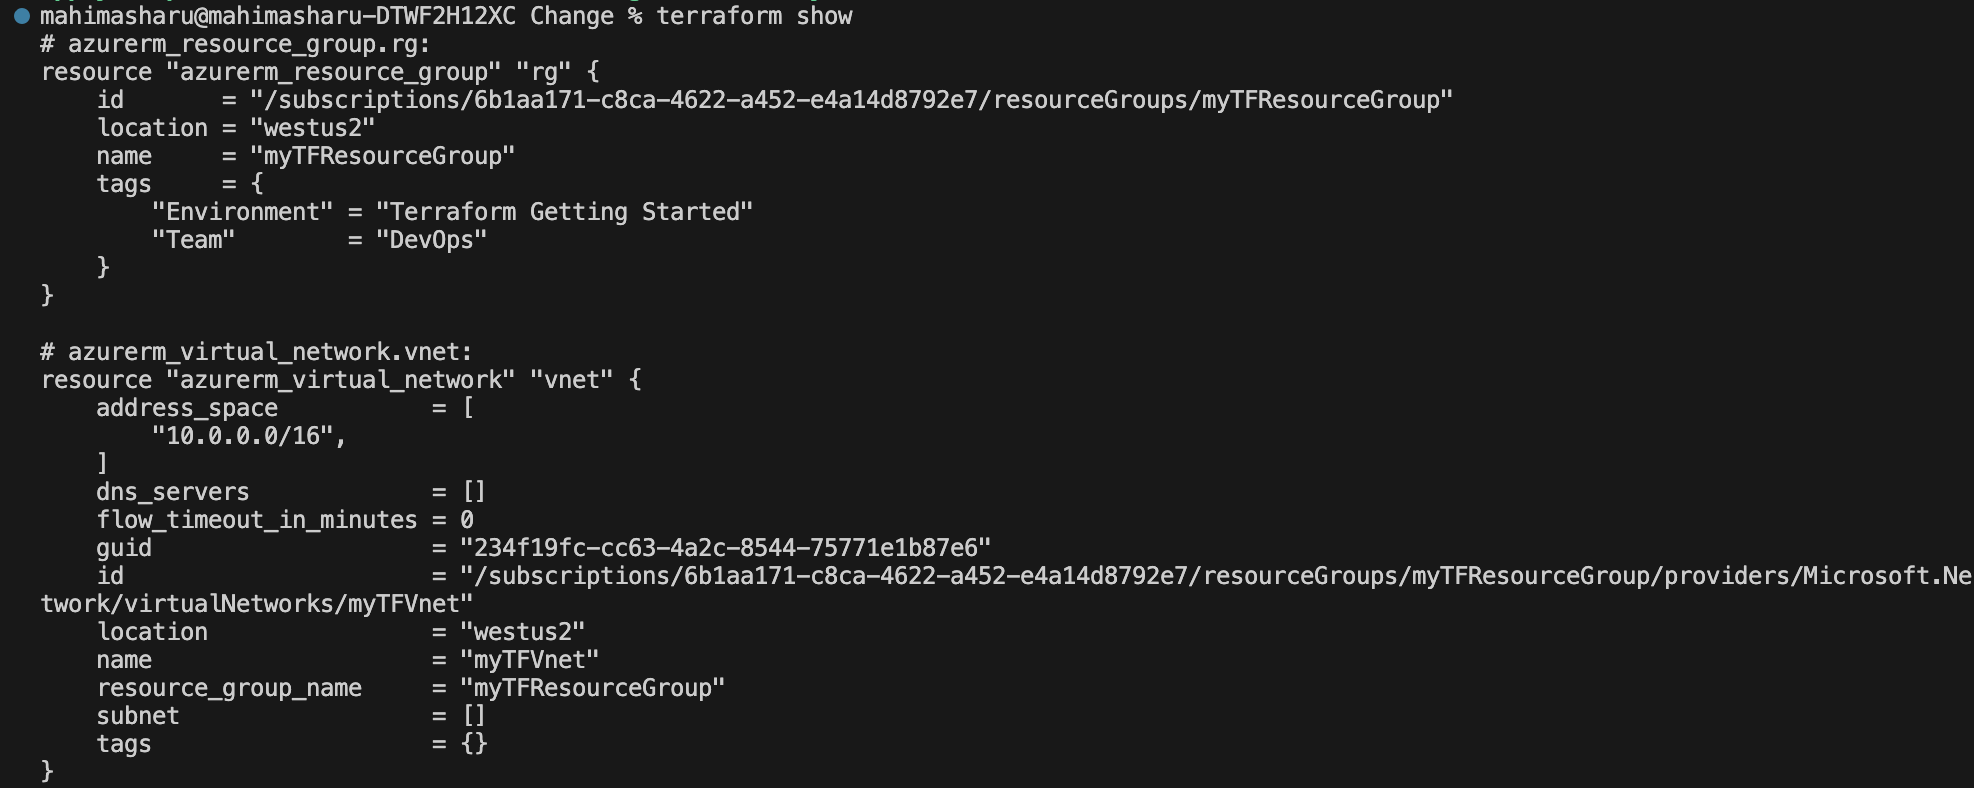 mahimasharu@mahimasharu-DTWF2H12XC Change % terraform show
# azurerm_resource_group.rg:
resource "azurerm_resource_group" "rg" {
    id       = "/subscriptions/6b1aa171-c8ca-4622-a452-e4a14d8792e7/resourceGroups/myTFResourceGroup"
    location = "westus2"
    name     = "myTFResourceGroup"
    tags     = {
        "Environment" = "Terraform Getting Started"
        "Team"        = "DevOps"
    }
}

# azurerm_virtual_network.vnet:
resource "azurerm_virtual_network" "vnet" {
    address_space           = [
        "10.0.0.0/16",
    ]
    dns_servers             = []
    flow_timeout_in_minutes = 0
    guid                    = "234f19fc-cc63-4a2c-8544-75771e1b87e6"
    id                      = "/subscriptions/6b1aa171-c8ca-4622-a452-e4a14d8792e7/resourceGroups/myTFResourceGroup/providers/Microsoft.Ne
twork/virtualNetworks/myTFVnet"
    location                = "westus2"
    name                    = "myTFVnet"
    resource_group_name     = "myTFResourceGroup"
    subnet                  = []
    tags                    = {}
}